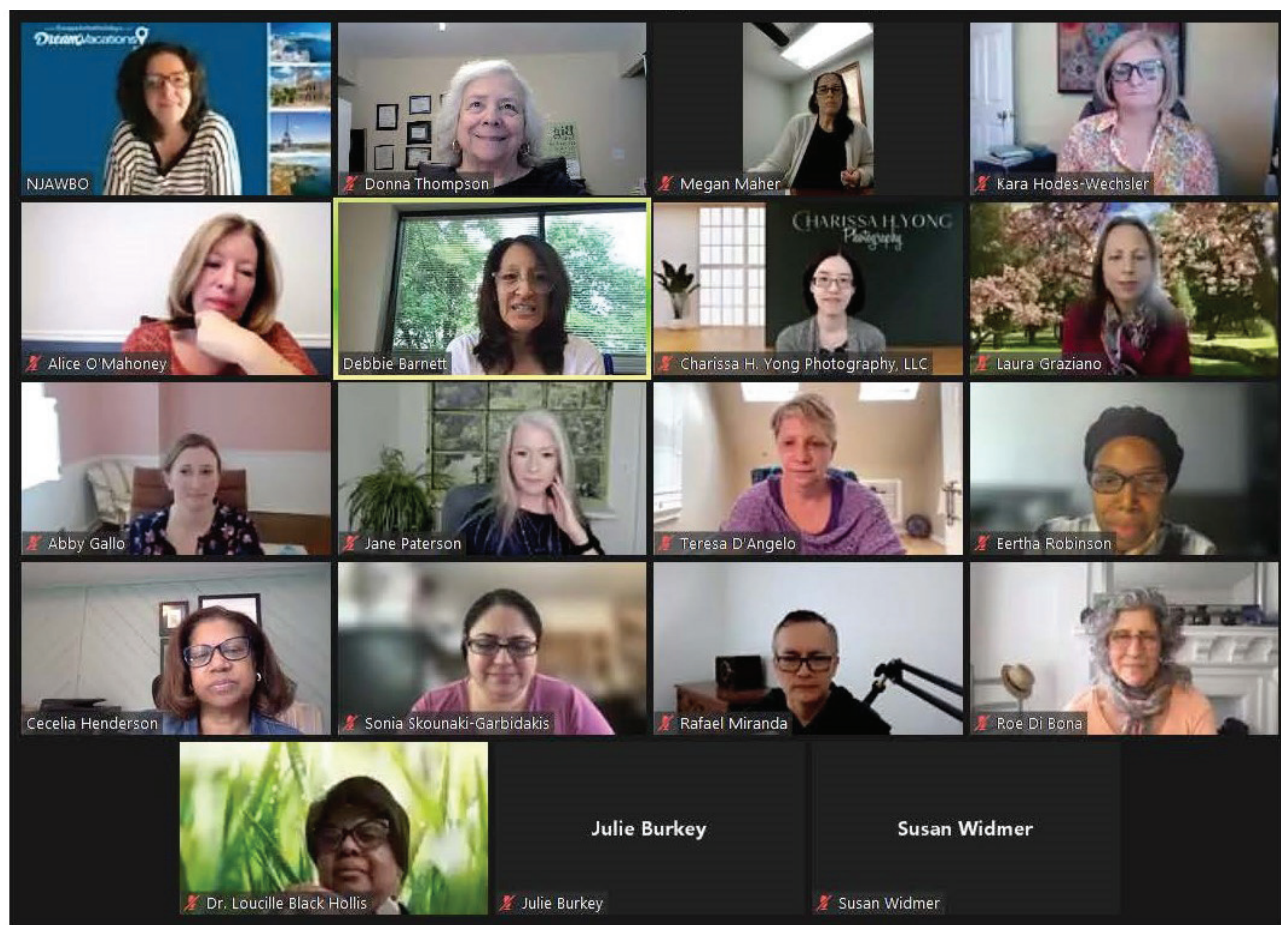 DreamVacations
NJAWBO
Donna Thompson
Megan Maher
Kara Hodes-Wechsler
Alice O'Mahoney
Debbie Barnett
CHARISSA H. YONG
Photography
Charissa H. Yong Photography, LLC
Laura Graziano
Abby Gallo
Jane Paterson
Teresa D'Angelo
Eertha Robinson
Cecelia Henderson
Sonia Skounaki-Garbidakis
Rafael Miranda
Roe Di Bona
Dr. Loucille Black Hollis
Julie Burkey
Julie Burkey
Susan Widmer
Susan Widmer